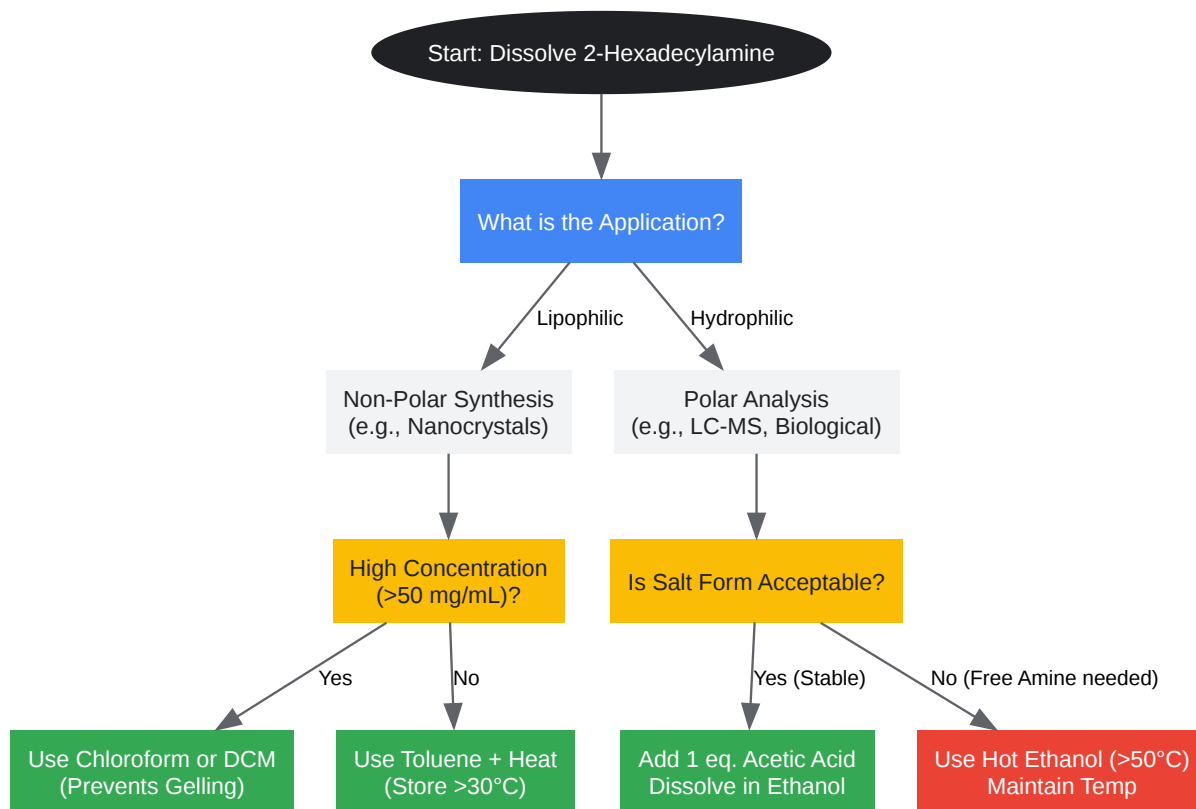 Start: Dissolve 2-Hexadecylamine
What is the Application?
Lipophilic
Hydrophilic
Non-Polar Synthesis
(e.g., Nanocrystals)
Polar Analysis
(e.g., LC-MS, Biological)
High Concentration
(>50 mg/mL)?
Is Salt Form Acceptable?
Yes
No
Yes (Stable)
No (Free Amine needed)
Use Chloroform or DCM
(Prevents Gelling)
Use Toluene + Heat
(Store >30°C)
Add 1 eq. Acetic Acid
Dissolve in Ethanol
Use Hot Ethanol (>50°C)
Maintain Temp